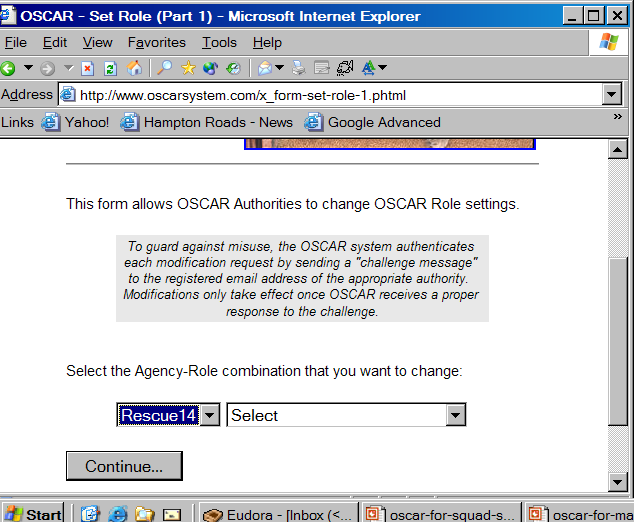 OSCAR - Set Role (Part 1) - Microsoft Internet Explorer
File Edit View Favorites Tools Help
Address http://www.oscarsystem.com/x_form-set-role-1.phtml
Links Yahoo! Hampton Roads - News Google Advanced »
This form allows OSCAR Authorities to change OSCAR Role settings.
To guard against misuse, the OSCAR system authenticates
each modification request by sending a "challenge message"
to the registered email address of the appropriate authority.
Modifications only take effect once OSCAR receives a proper
response to the challenge.
Select the Agency-Role combination that you want to change:
Rescue14 Select
Continue...
Start Eudora - [Inbox (<... oscar-for-squad-s... oscar-for-ma